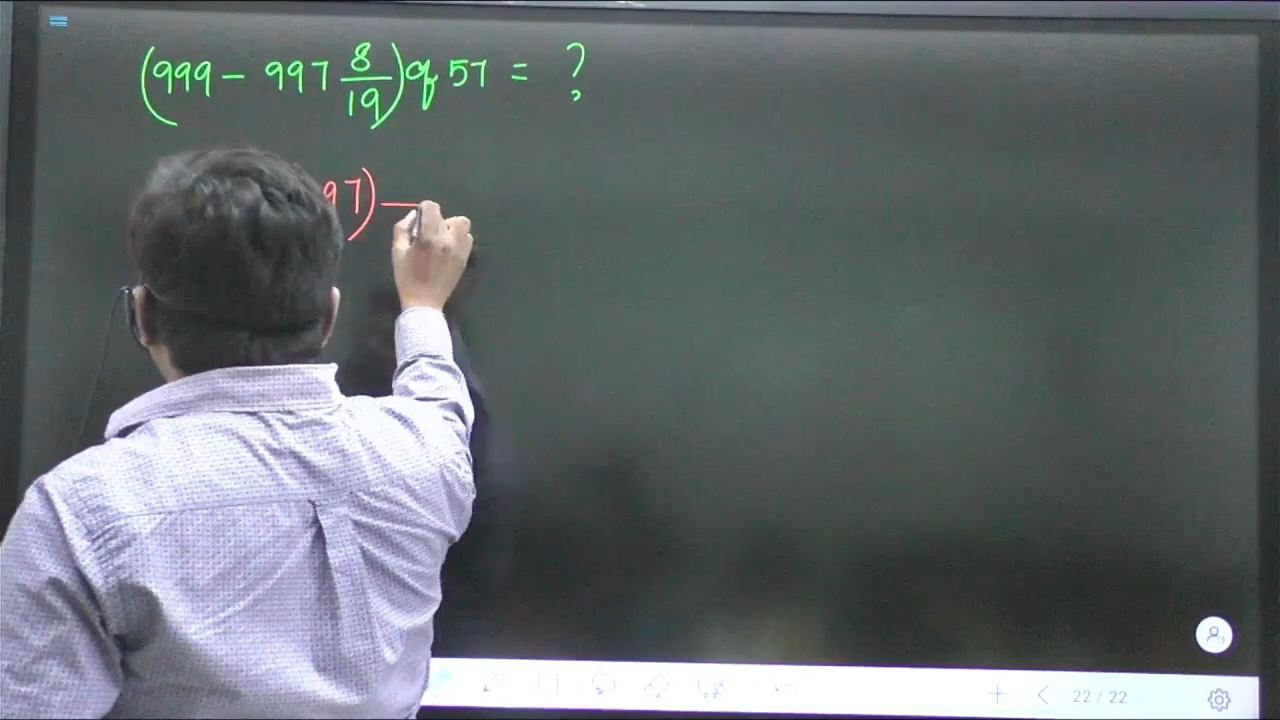 (999 - 997 8/19) of 57 = ?
97) -
22 / 22